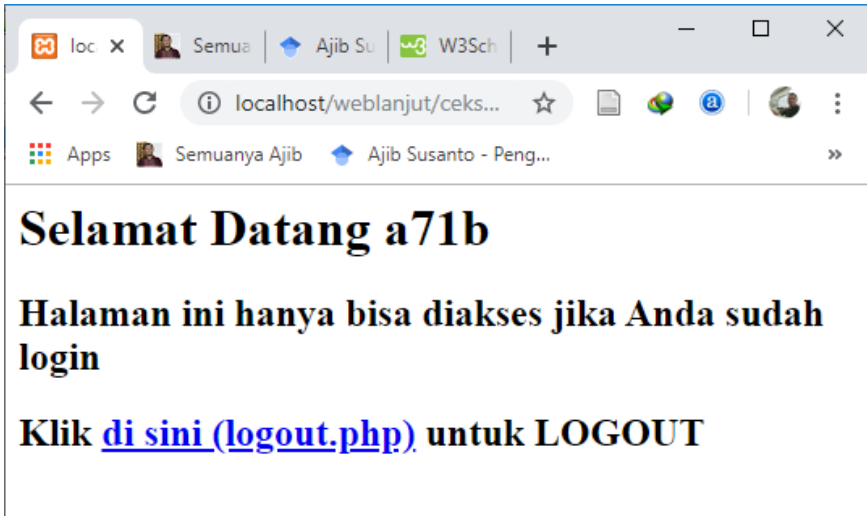 loc
Semua
Ajib Su
W3Sch
localhost/weblanjut/ceks...
a
Apps
Semuanya Ajib
Ajib Susanto - Peng...
»
Selamat Datang a71b
Halaman ini hanya bisa diakses jika Anda sudah
login
Klik di sini (logout.php) untuk LOGOUT